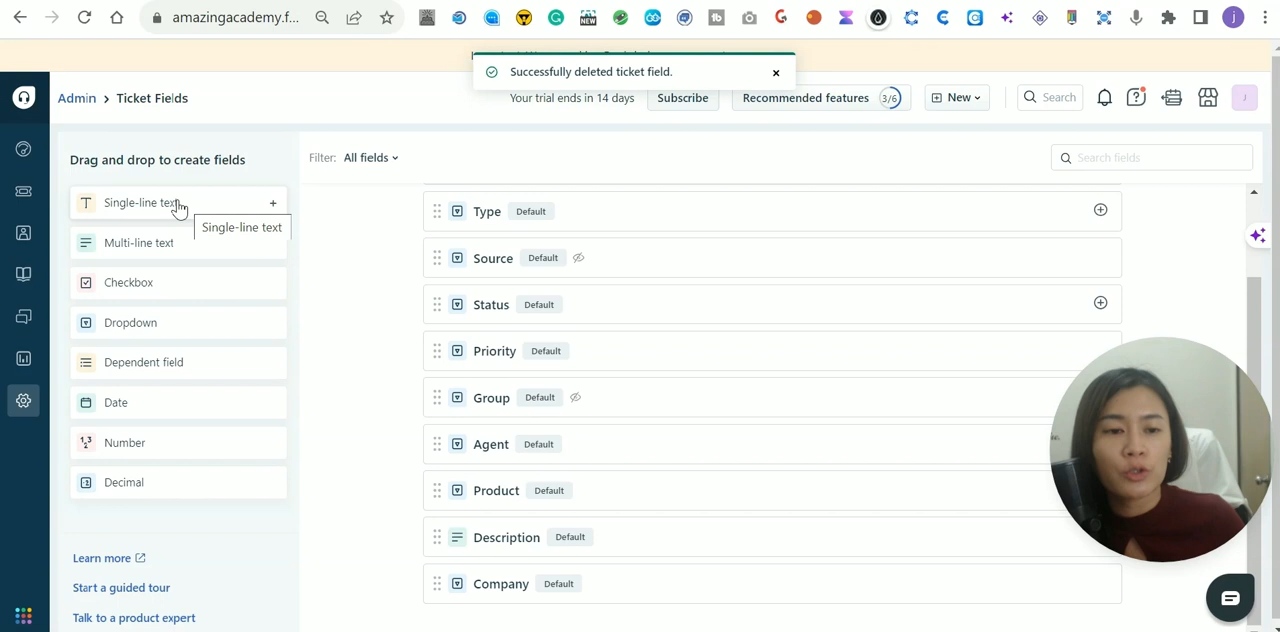 amazingacademy.f...
NEW
tb
j
Successfully deleted ticket field.
×
Admin > Ticket Fields
Your trial ends in 14 days
Subscribe
Recommended features 3/6
New
Search
J
Drag and drop to create fields
Filter: All fields
Search fields
Single-line text
+
Single-line text
Multi-line text
Checkbox
Dropdown
Dependent field
Date
Number
Decimal
Learn more
Start a guided tour
Talk to a product expert
Type Default
Source Default
Status Default
Priority Default
Group Default
Agent Default
Product Default
Description Default
Company Default